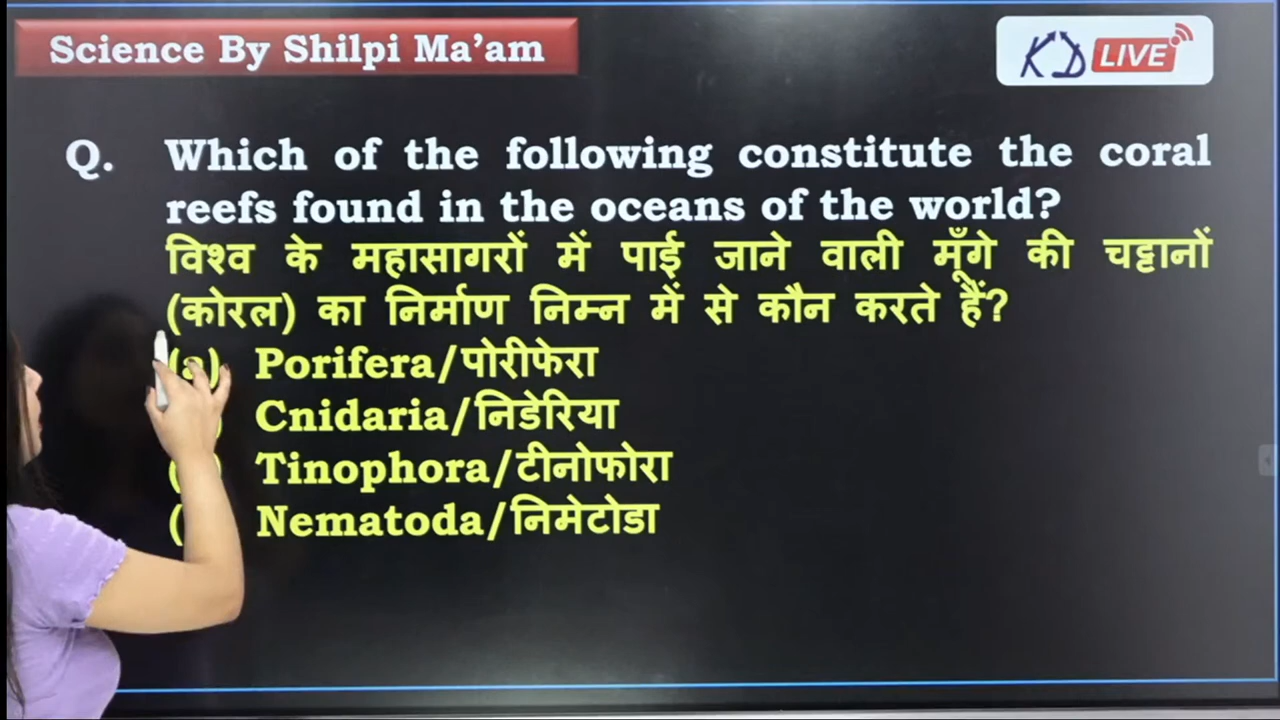 Science By Shilpi Ma’am
KD LIVE
Q. Which of the following constitute the coral
reefs found in the oceans of the world?
विश्व के महासागरों में पाई जाने वाली मूँगे की चट्टानों
(कोरल) का निर्माण निम्न में से कौन करते हैं?
(a) Porifera/पोरीफेरा
Cnidaria/निडेरिया
Tinophora/टीनोफोरा
Nematoda/निमेटोडा